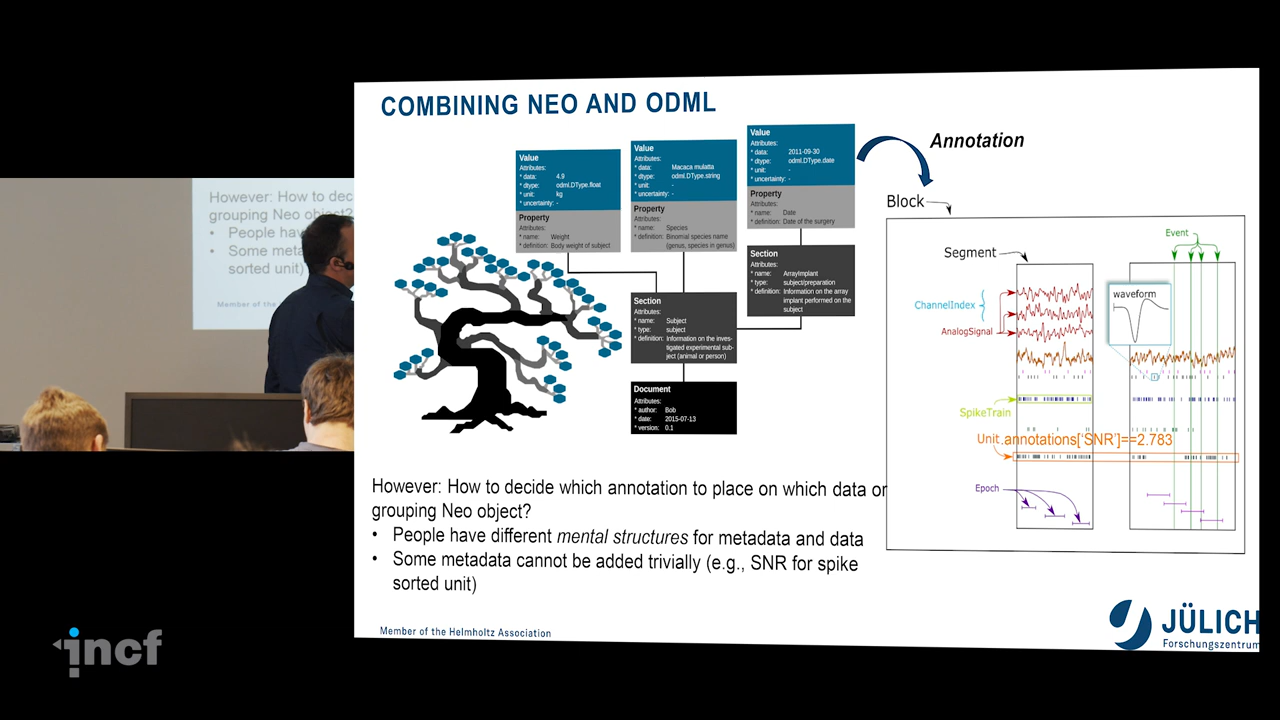 COMBINING NEO AND ODML
Value
Attributes:
* data: 4.9
* dtype: odml.DType.float
* unit: kg
* uncertainty: -
Property
Attributes:
* name: Weight
* definition: Body weight of subject
Value
Attributes:
* data: Macaca mulatta
* dtype: odml.DType.string
* unit: -
* uncertainty: -
Property
Attributes:
* name: Species
* definition: Binomial species name
(genus, species in genus)
Value
Attributes:
* data: 2011-09-30
* dtype: odml.DType.date
* unit: -
* uncertainty: -
Property
Attributes:
* name: Date
* definition: Date of the surgery
Section
Attributes:
* name: ArrayImplant
* type: subject/preparation
* definition: Information on the array
implant performed on the
subject
Section
Attributes:
* name: Subject
* type: subject
* definition: Information on the inves-
tigated experimental sub-
ject (animal or person)
Document
Attributes:
* author: Bob
* date: 2015-07-13
* version: 0.1
Annotation
Block
Segment
Event
ChannelIndex
AnalogSignal
waveform
SpikeTrain
Unit.annotations['SNR']==2.783
Epoch
However: How to decide which annotation to place on which data or
grouping Neo object?
• People have different mental structures for metadata and data
• Some metadata cannot be added trivially (e.g., SNR for spike
sorted unit)
Member of the Helmholtz Association
JÜLICH
Forschungszentrum
However: How to dec
grouping Neo object?
• People hav
• Some meta
sorted unit)
Member of the
incf